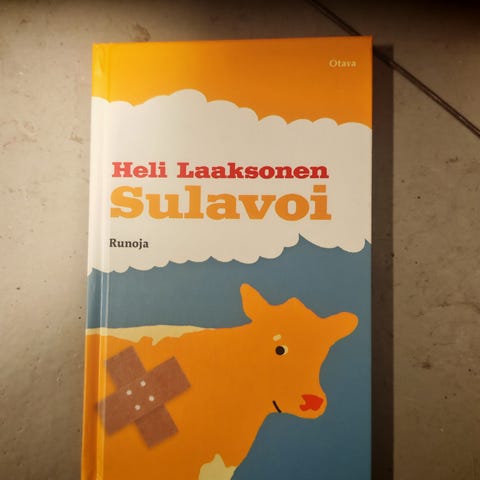 Otava
Heli Laaksonen
Sulavoi
Runoja